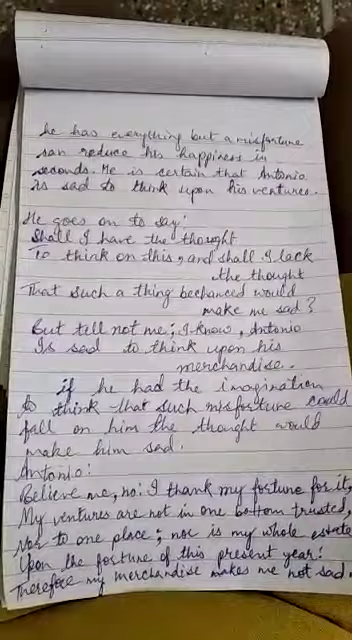 he has everything but a misfortune
can reduce his happiness in
seconds. He is certain that Antonio
is sad to think upon his ventures.
He goes on to say:
Shall I have the thought
To think on this, and shall I lack
the thought
That such a thing bechanced would
make me sad?
But tell not me; I know, Antonio
Is sad to think upon his
merchandise.
if he had the imagination
to think that such misfortune could
fall on him the thought would
make him sad.
Antonio:
Believe me, no: I thank my fortune for it,
My ventures are not in one bottom trusted,
Nor to one place; nor is my whole estate
Upon the fortune of this present year:
Therefore my merchandise makes me not sad.